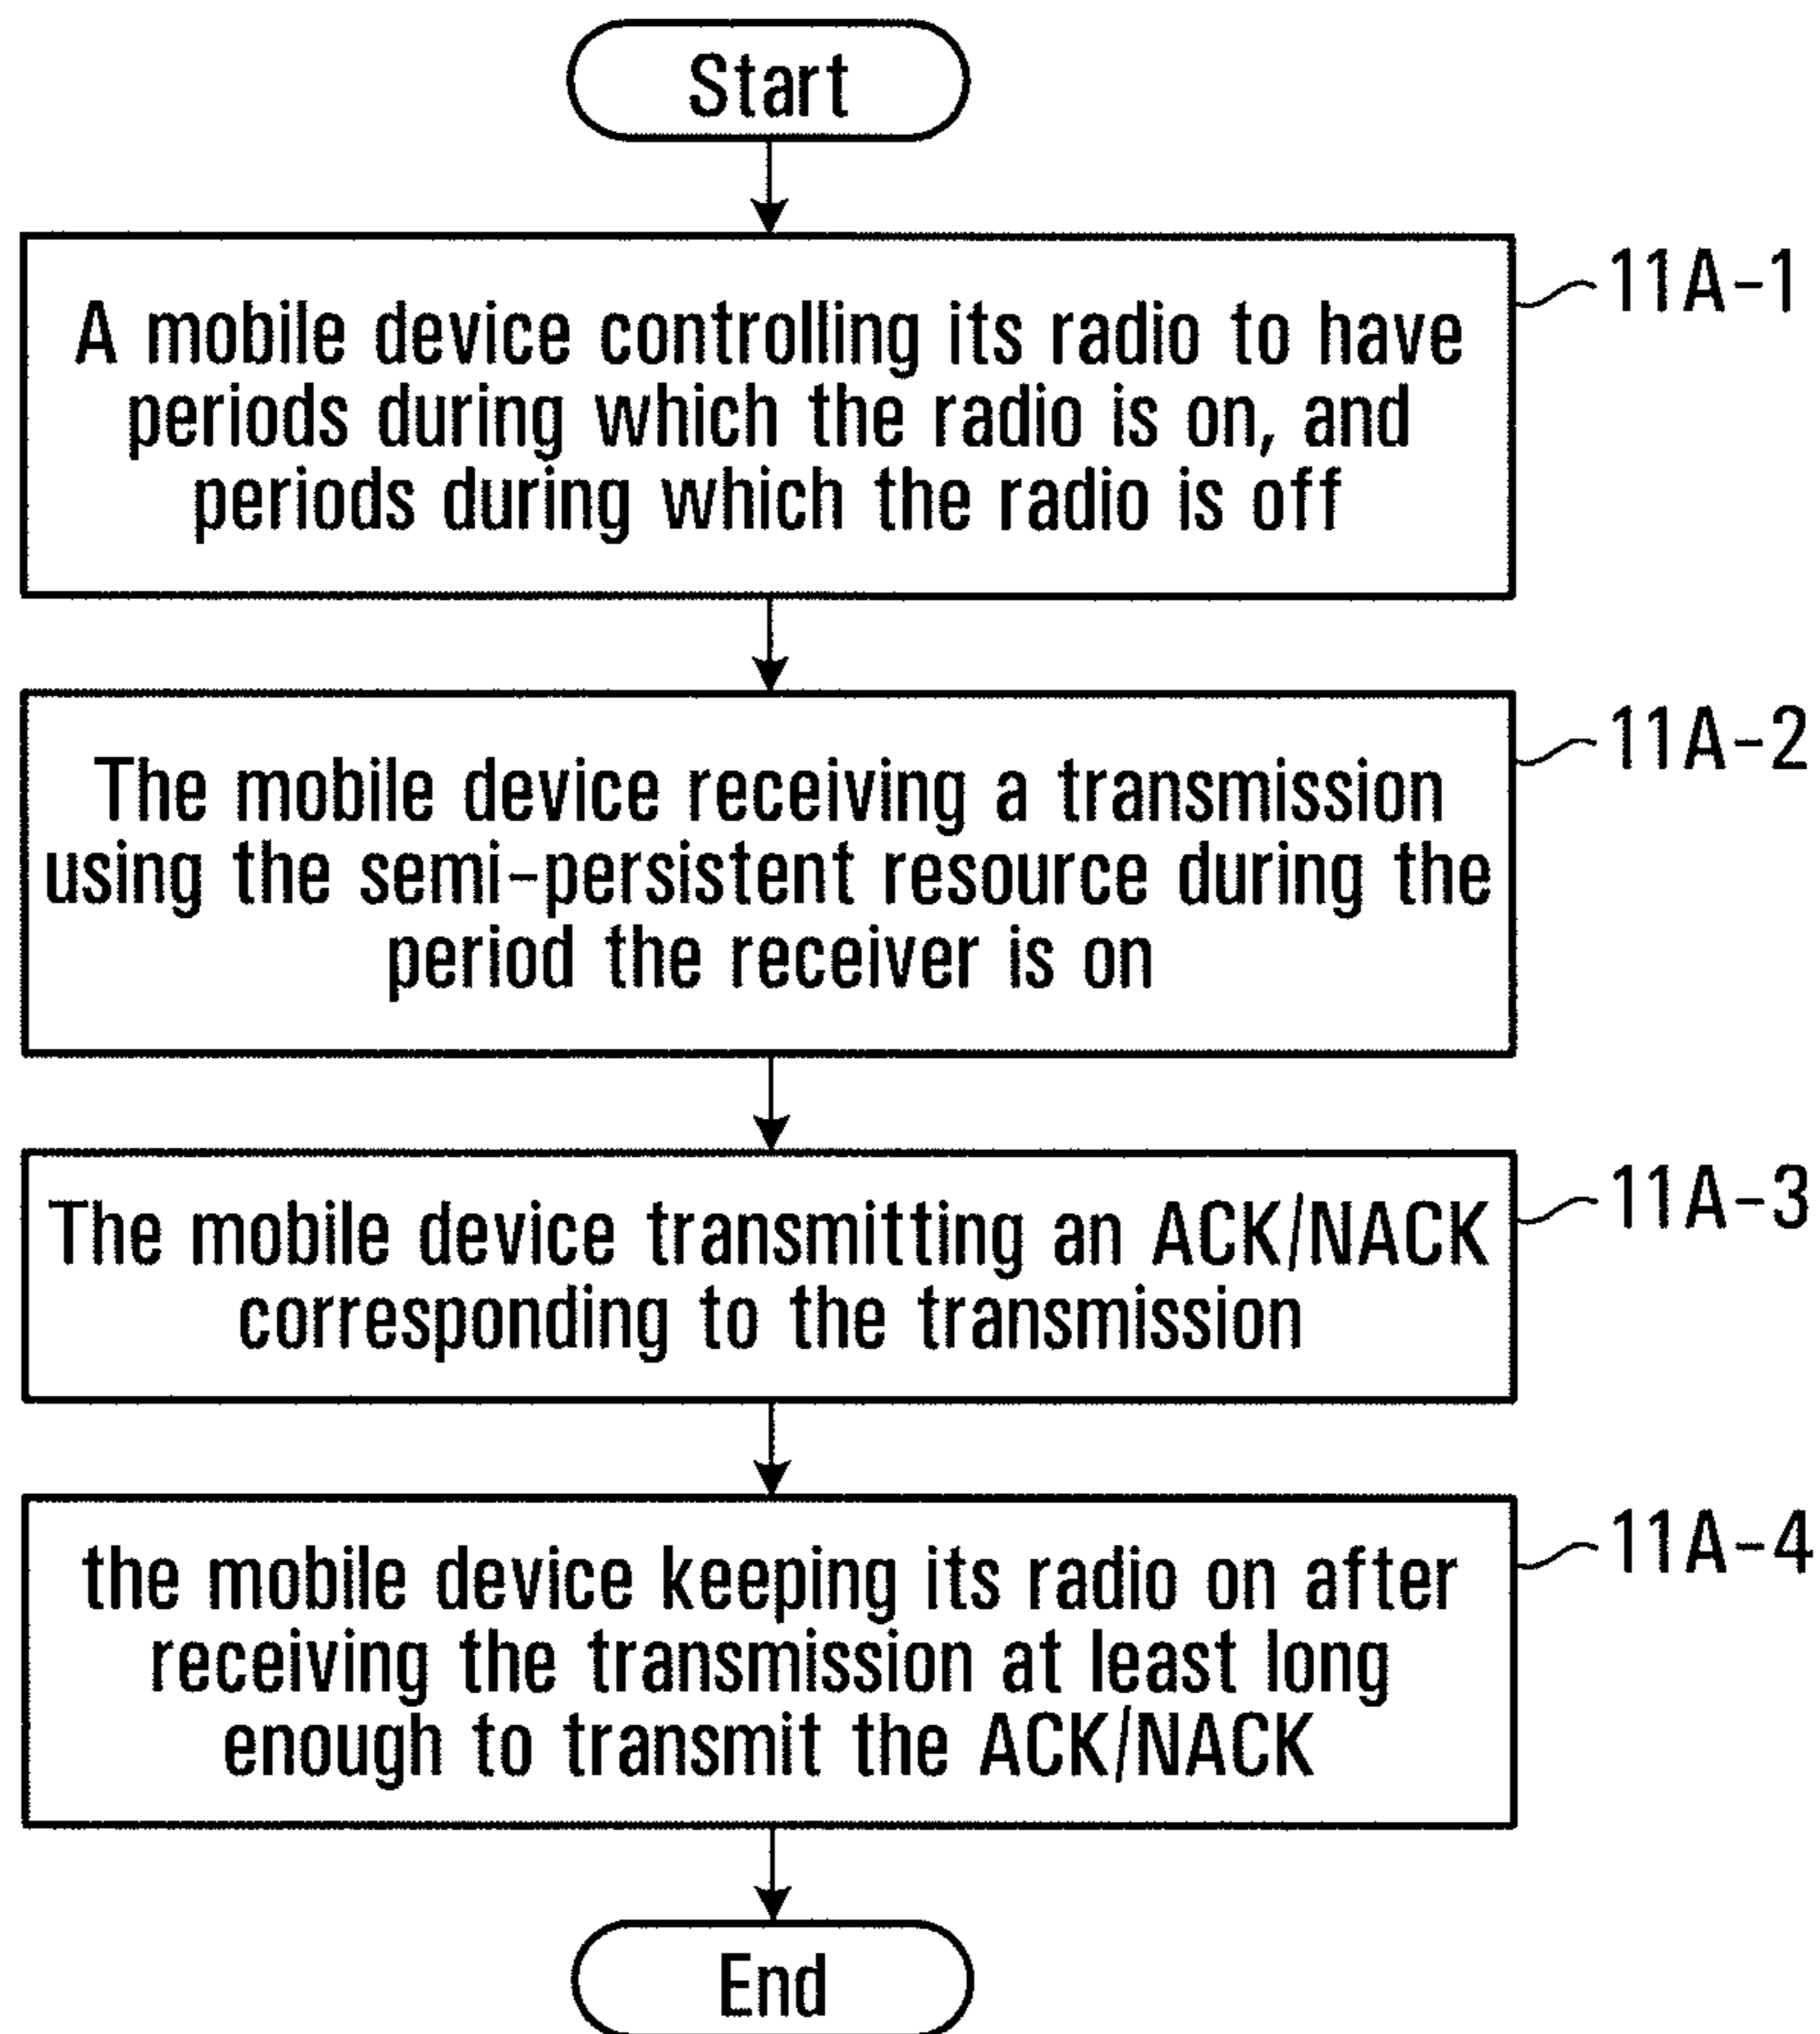 Start
A mobile device controlling its radio to have
periods during which the radio is on, and
periods during which the radio is off
11A-1
The mobile device receiving a transmission
using the semi-persistent resource during the
period the receiver is on
11A-2
The mobile device transmitting an ACK/NACK
corresponding to the transmission
11A-3
the mobile device keeping its radio on after
receiving the transmission at least long
enough to transmit the ACK/NACK
11A-4
End